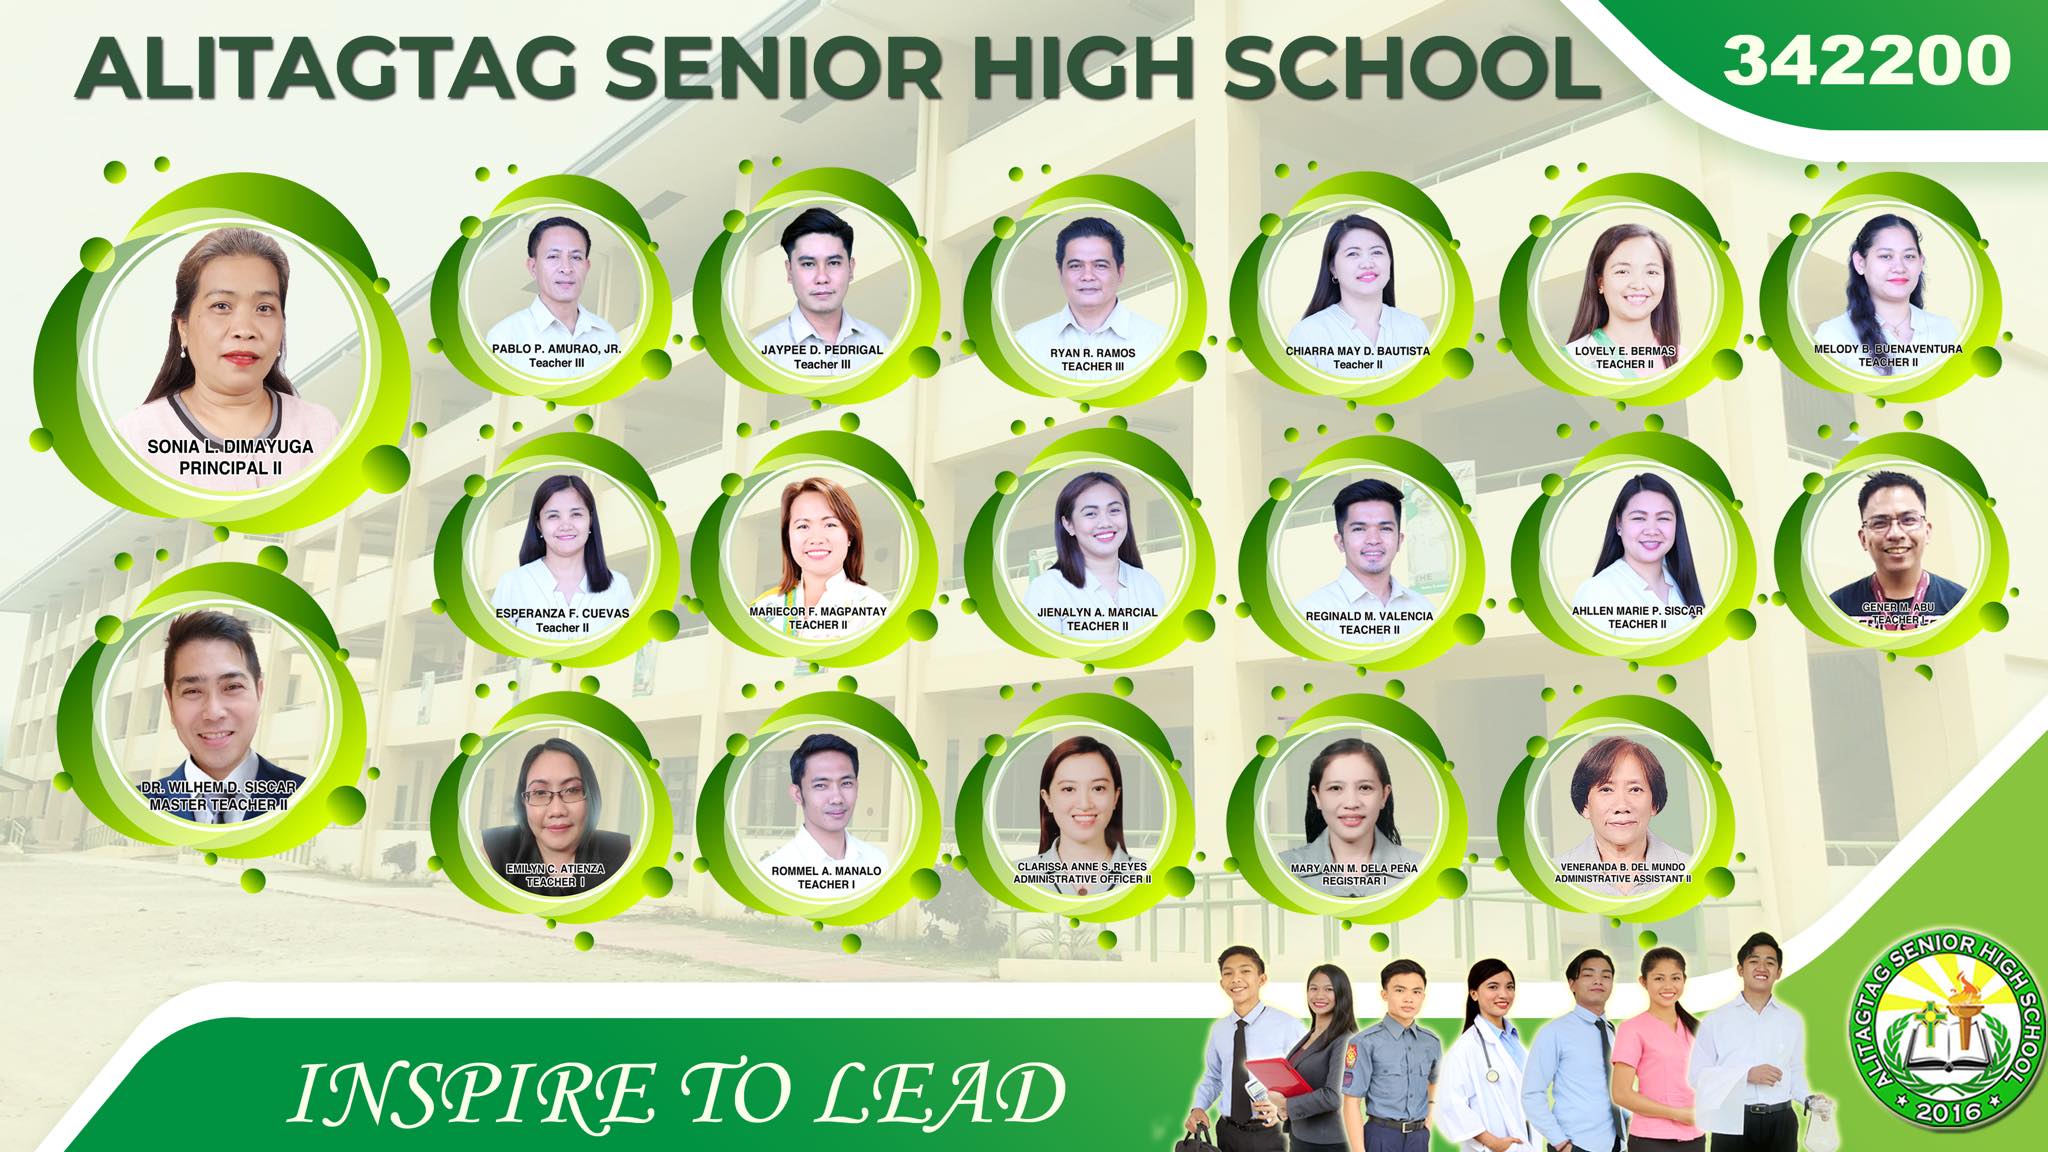 ALITAGTAG SENIOR HIGH SCHOOL
342200
SONIA L. DIMAYUGA
PRINCIPAL II
DR. WILHEM D. SISCAR
MASTER TEACHER II
PABLO P. AMURAO, JR.
Teacher III
JAYPEE D. PEDRIGAL
Teacher III
RYAN R. RAMOS
TEACHER III
CHIARRA MAY D. BAUTISTA
Teacher II
LOVELY E. BERMAS
TEACHER II
MELODY B. BUENAVENTURA
TEACHER II
ESPERANZA F. CUEVAS
Teacher II
MARIECOR F. MAGPANTAY
TEACHER II
JIENALYN A. MARCIAL
TEACHER II
REGINALD M. VALENCIA
TEACHER II
AHLLEN MARIE P. SISCAR
TEACHER II
GENER M. ABU
TEACHER I
EMILYN C. ATIENZA
TEACHER I
ROMMEL A. MANALO
TEACHER I
CLARISSA ANNE S. REYES
ADMINISTRATIVE OFFICER II
MARY ANN M. DELA PEÑA
REGISTRAR I
VENERANDA B. DEL MUNDO
ADMINISTRATIVE ASSISTANT II
INSPIRE TO LEAD
ALITAGTAG SENIOR HIGH SCHOOL
2016